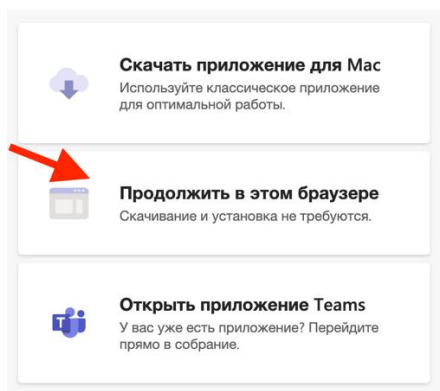 Скачать приложение для Mac
Используйте классическое приложение
для оптимальной работы.
Продолжить в этом браузере
Скачивание и установка не требуются.
Открыть приложение Teams
У вас уже есть приложение? Перейдите
прямо в собрание.